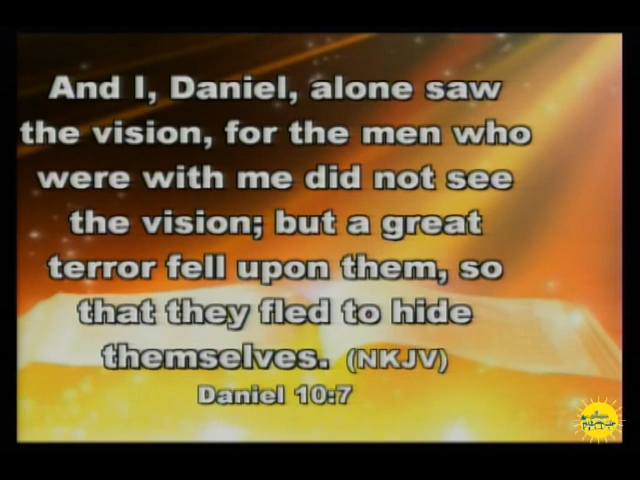 And I, Daniel, alone saw
the vision, for the men who
were with me did not see
the vision; but a great
terror fell upon them, so
that they fled to hide
themselves. (NKJV)
Daniel 10:7